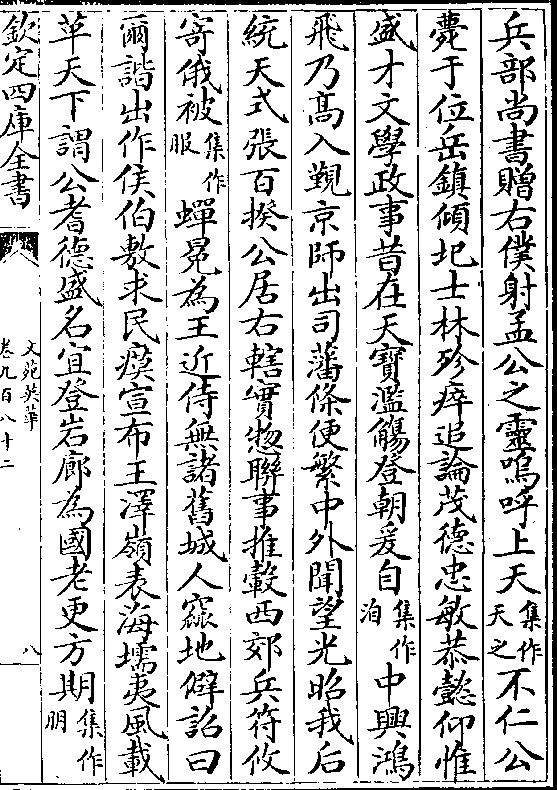 兵部尚書贈右僕射孟公之靈嗚呼上天集作天之不仁公
薨于位岳鎮傾圮士林殄瘁追論茂德忠敏恭懿仰惟
盛才文學政事昔在天寶濫觴登朝爰自集作洎中興鴻
飛乃高入覲京師出司藩條便繁中外聞望光昭我后
統天式張百揆公居右轄實惣聯事推轂西郊兵符攸
寄俄被集作服蟬冕為王近侍無諸舊城人窳地僻詔曰
爾諧出作侯伯敷求民瘼宣布王澤嶺表海壖夷風載
革天下謂公耆德盛名宜登岩廊為國老更方期集作明
欽定四庫全書
文苑英華
卷九百八十二
八